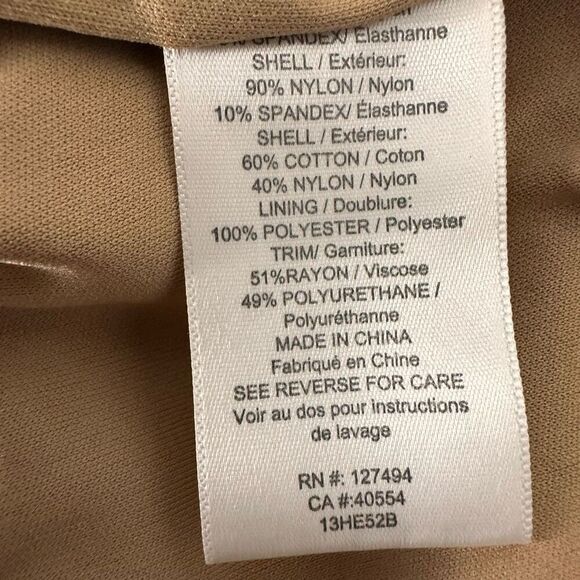 SPANDEX/ Elasthanne
SHELL / Extérieur:
90% NYLON / Nylon
10% SPANDEX/ Élasthanne
SHELL / Extérieur:
60% COTTON / Coton
40% NYLON / Nylon
LINING / Doublure:
100% POLYESTER / Polyester
TRIM/ Garniture:
51%RAYON / Viscose
49% POLYURETHANE /
Polyuréthanne
MADE IN CHINA
Fabriqué en Chine
SEE REVERSE FOR CARE
Voir au dos pour instructions
de lavage
RN #: 127494
CA #:40554
13HE52B